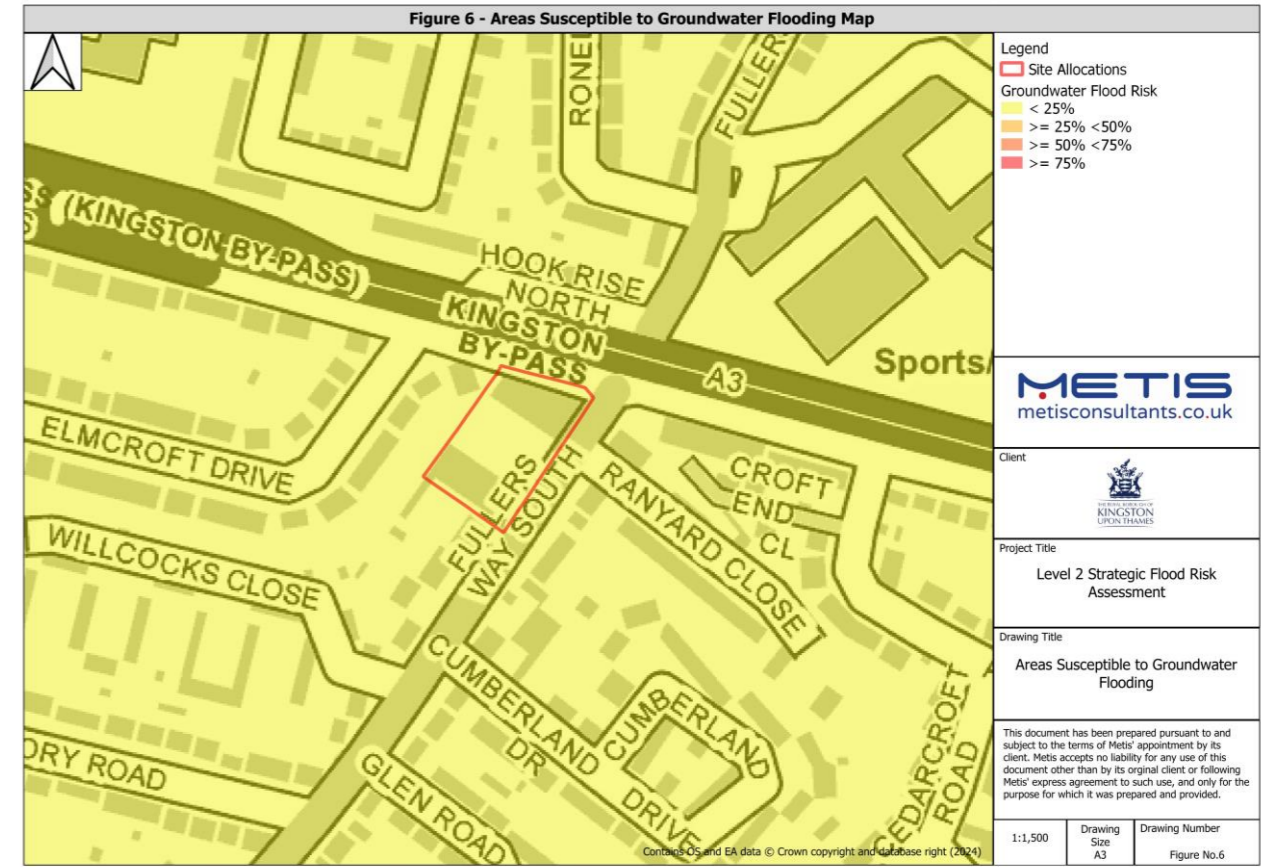 Figure 6 - Areas Susceptible to Groundwater Flooding Map
RONE
FULLER
SS (KINGSTON BY-PASS)
S
HOOK RISE
NORTH
KINGSTON
BY-PASS
A3
Sports/
ELMCROFT DRIVE
FULLERS
WAY SOUTH
RANYARD CLOSE
CROFT
END
CL
WILLCOCKS CLOSE
CUMBERLAND
DR
CUMBERLAND
DRIVE
CEDARCROFT
ROAD
ORY ROAD
GLEN ROAD
Contains OS and EA data © Crown copyright and database right (2024)
Legend
Site Allocations
Groundwater Flood Risk
< 25%
>= 25% <50%
>= 50% <75%
>= 75%
METIS
metisconsultants.co.uk
Client
THE ROYAL BOROUGH OF
KINGSTON
UPON THAMES
Project Title
Level 2 Strategic Flood Risk
Assessment
Drawing Title
Areas Susceptible to Groundwater
Flooding
This document has been prepared pursuant to and
subject to the terms of Metis' appointment by its
client. Metis accepts no liability for any use of this
document other than by its orginal client or following
Metis' express agreement to such use, and only for the
purpose for which it was prepared and provided.
1:1,500
Drawing
Size
A3
Drawing Number
Figure No.6